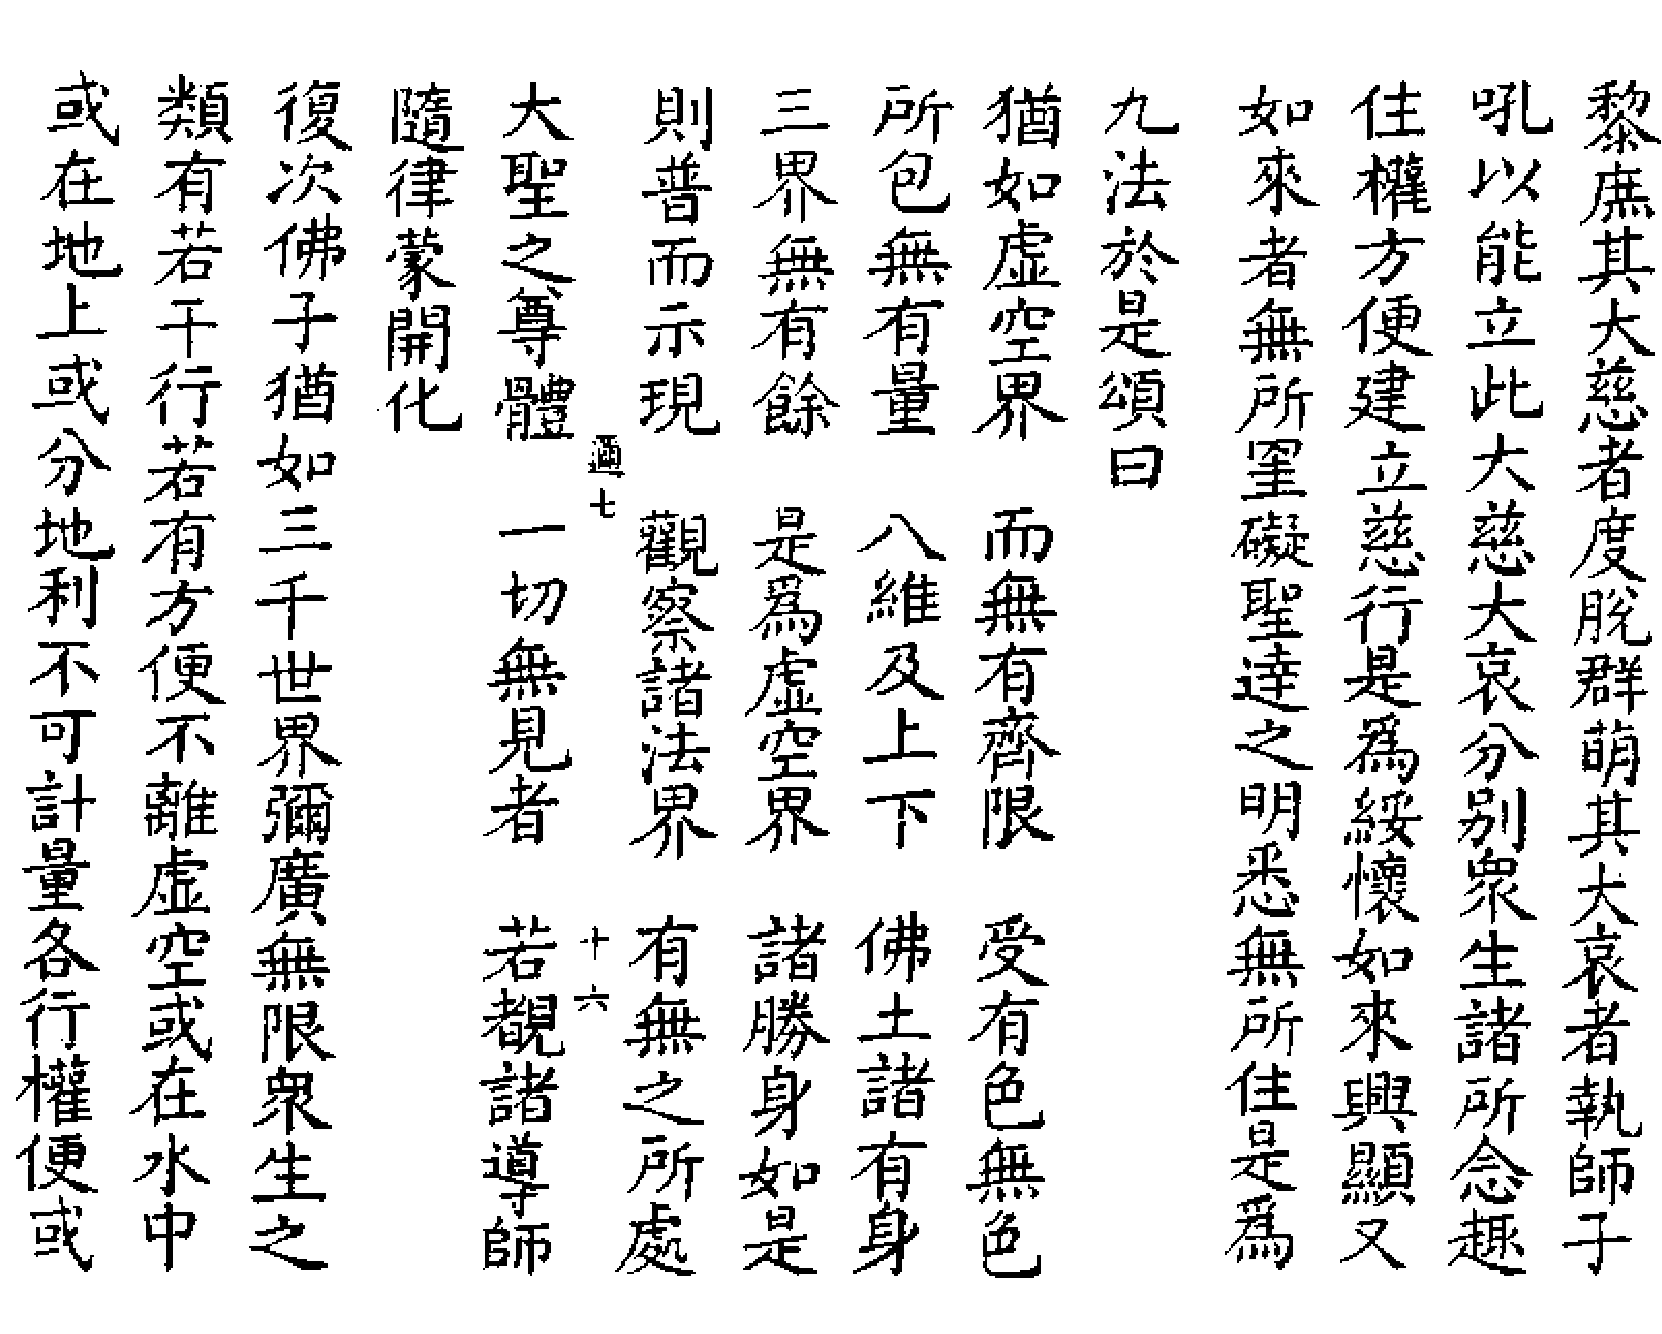 黎庶其大慈者度脫群萌其大哀者執師子
吼以能立此大慈大哀分别衆生諸所念趣
住權方便建立慈行是爲綏懷如來興顯又
如來者無所罣礙聖達之明悉無所住是爲
九法於是頌曰
猶如虛空界　而無有齊限　受有色無色
所包無有量　八維及上下　佛土諸有身
三界無有餘　是爲虛空界　諸勝身如是
則普而示現　觀察諸法界　有無之所處
邇七　十六
大聖之尊體　一切無見者　若覩諸導師
隨律蒙開化
復次佛子猶如三千世界彌廣無限衆生之
類有若干行若有方便不離虛空或在水中
或在地上或分地利不可計量各行權便或